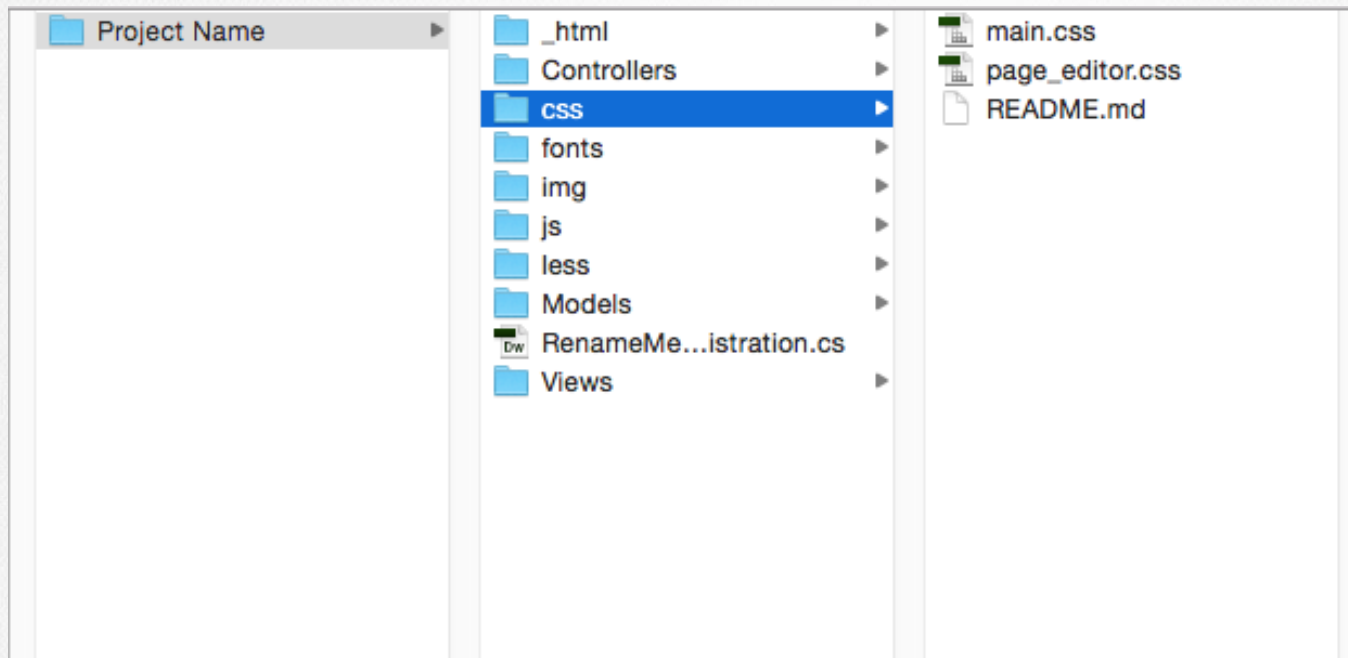 Project Name
_html
Controllers
css
fonts
img
js
less
Models
Dw
RenameMe...istration.cs
Views
main.css
page_editor.css
README.md